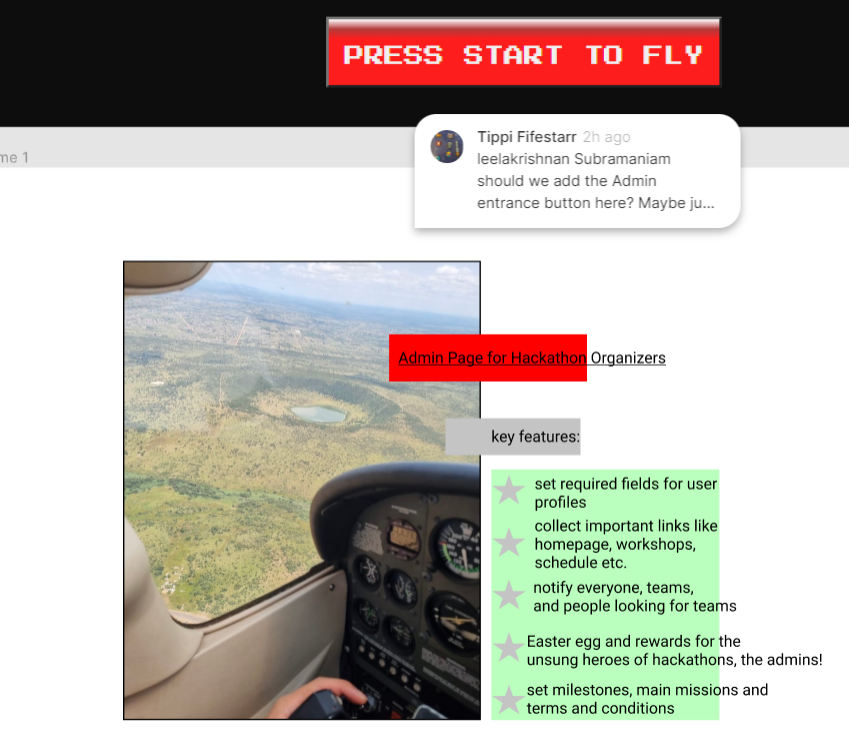 PRESS START TO FLY
Tippi Fifestarr 2h ago
leelakrishnan Subramaniam
should we add the Admin
entrance button here? Maybe ju...
me 1
Admin Page for Hackathon Organizers
key features:
set required fields for user
profiles
collect important links like
homepage, workshops,
schedule etc.
notify everyone, teams,
and people looking for teams
Easter egg and rewards for the
unsung heroes of hackathons, the admins!
set milestones, main missions and
terms and conditions